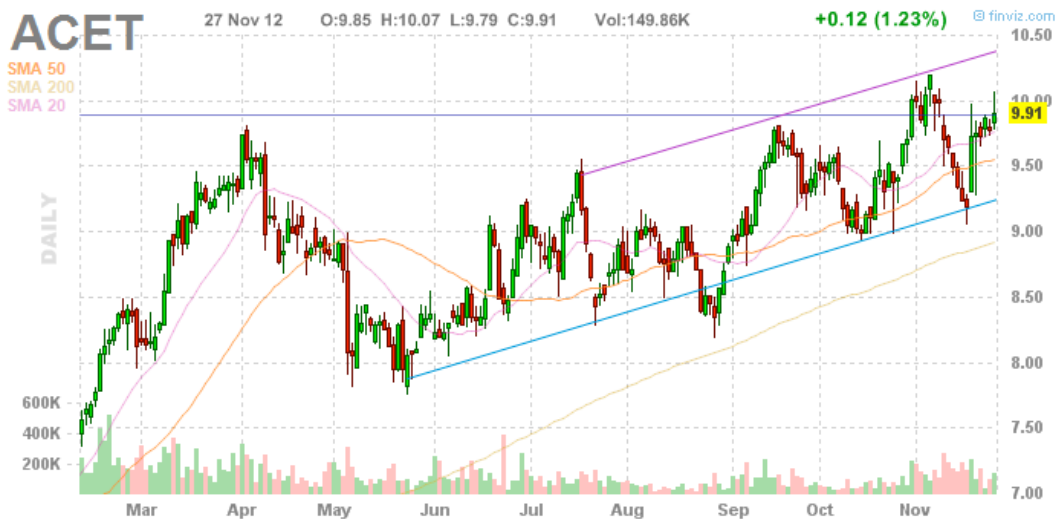 ACET 27 Nov 12 O:9.85 H:10.07 L:9.79 C:9.91 Vol:149.86K +0.12 (1.23%) © finviz.com
SMA 50
SMA 200
SMA 20
DAILY
10.50
10.00
9.91
9.50
9.00
8.50
8.00
7.50
7.00
600K
400K
200K
Mar Apr May Jun Jul Aug Sep Oct Nov